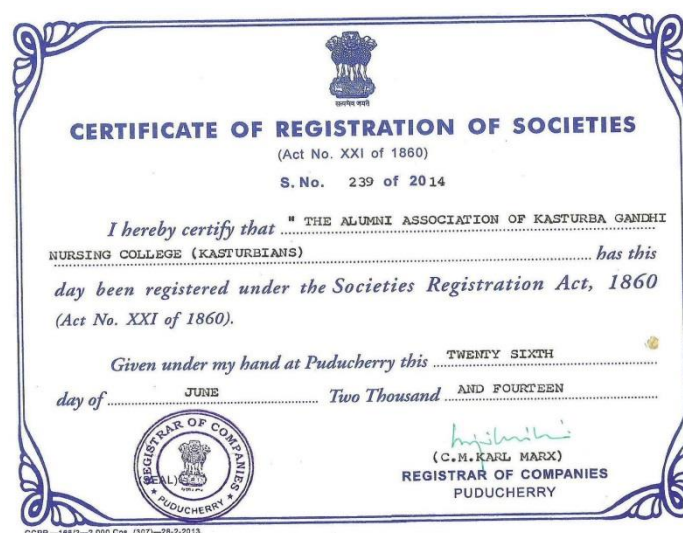 सत्यमेव जयते
CERTIFICATE OF REGISTRATION OF SOCIETIES
(Act No. XXI of 1860)
S. No. 239 of 2014
I hereby certify that " THE ALUMNI ASSOCIATION OF KASTURBA GANDHI
NURSING COLLEGE (KASTURBIANS) has this
day been registered under the Societies Registration Act, 1860
(Act No. XXI of 1860).
Given under my hand at Puducherry this TWENTY SIXTH
day of JUNE Two Thousand AND FOURTEEN
REGISTRAR OF COMPANIES
(SEAL)
PUDUCHERRY
(C.M.KARL MARX)
REGISTRAR OF COMPANIES
PUDUCHERRY